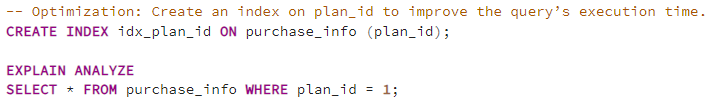 -- Optimization: Create an index on plan_id to improve the query’s execution time.
CREATE INDEX idx_plan_id ON purchase_info (plan_id);
EXPLAIN ANALYZE
SELECT * FROM purchase_info WHERE plan_id = 1;